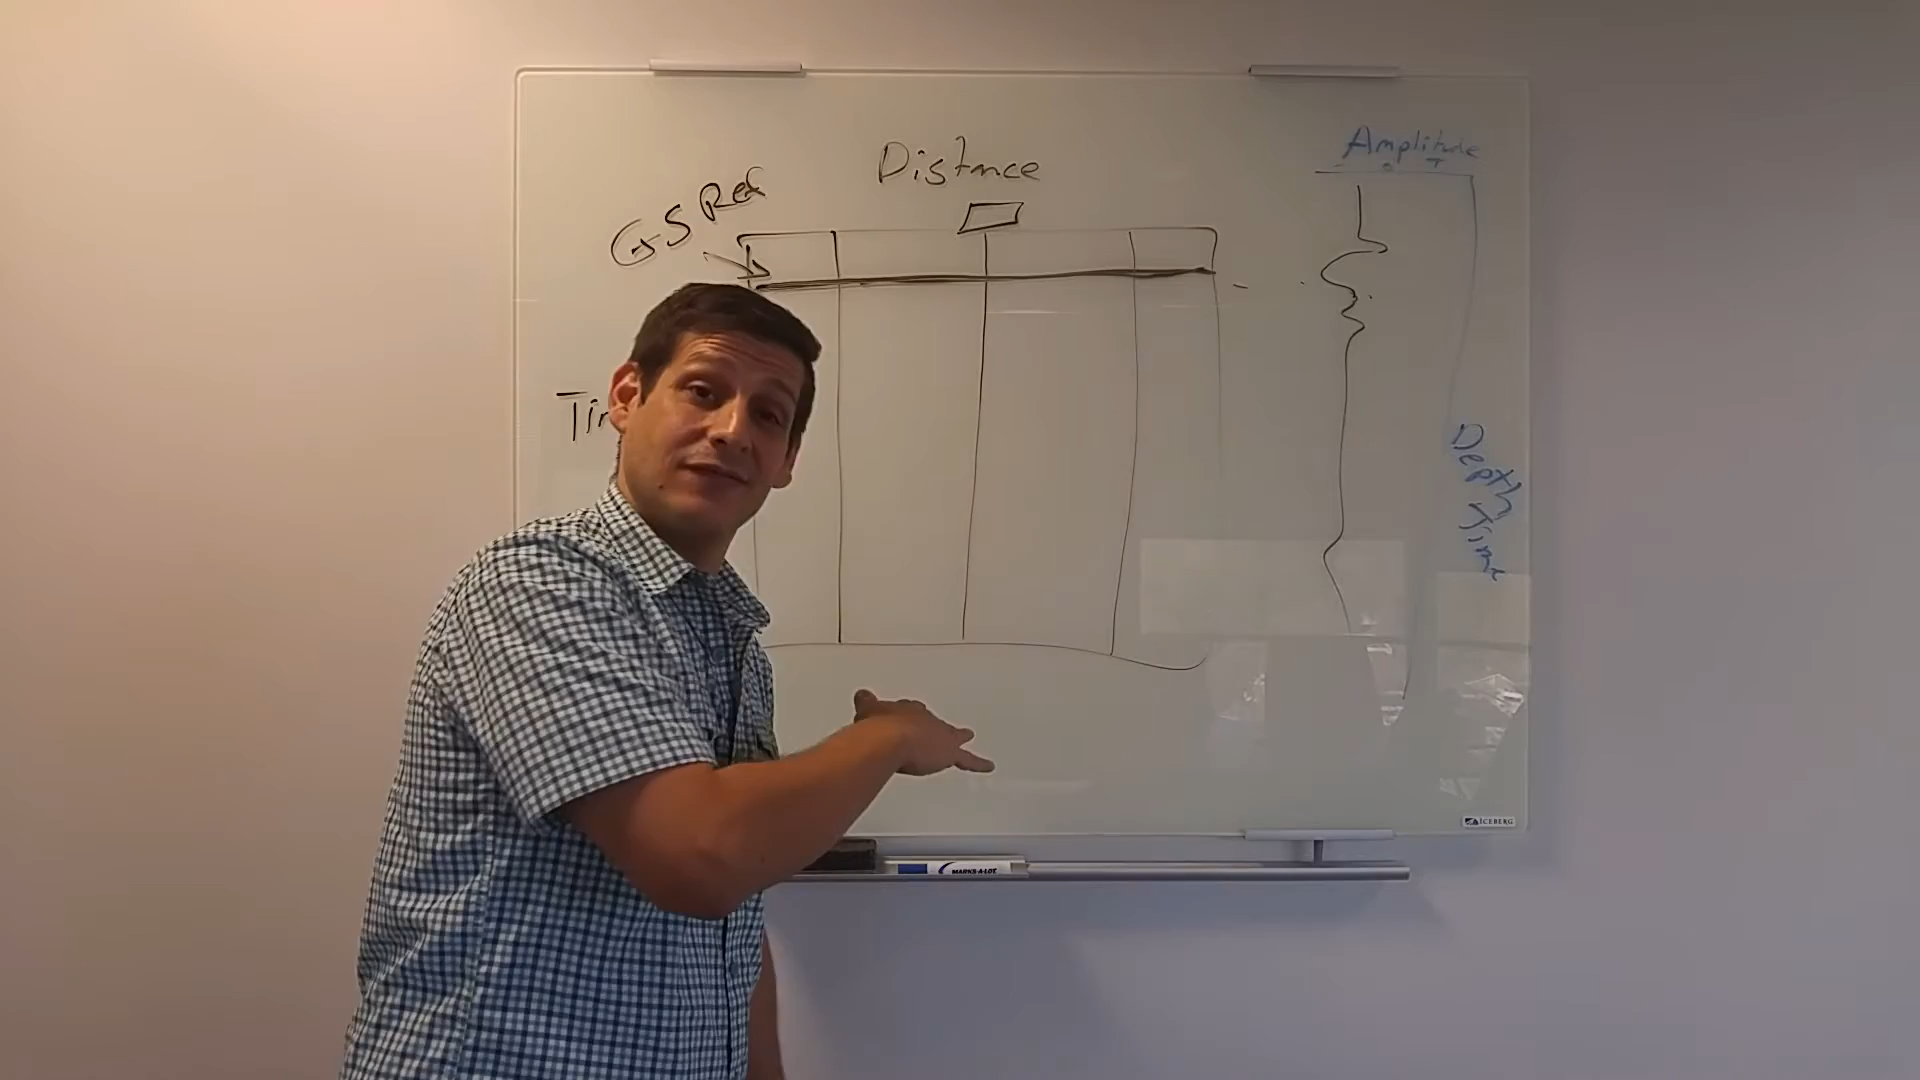 Amplitude
- o +
Distance
GS Ref
Tim
Depth
Time
ICEBERG
MARKS-A-LOT